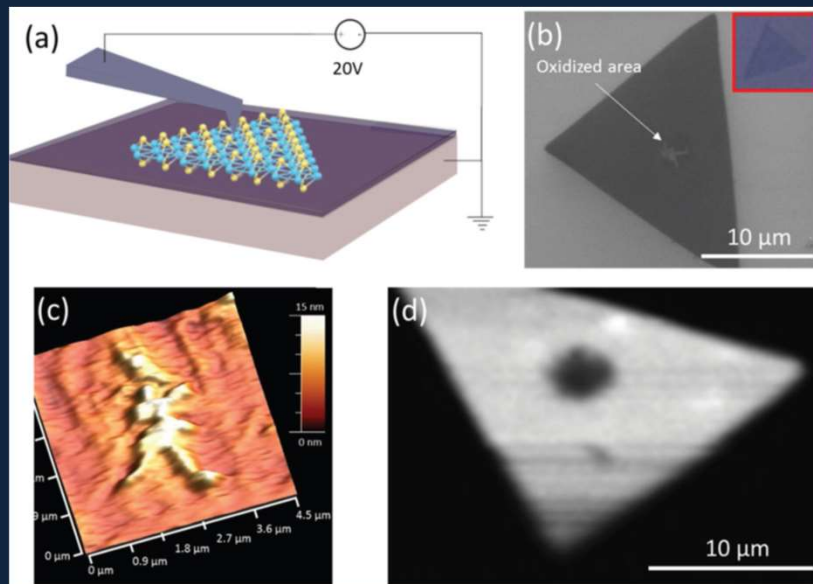 (a)
20V
(b)
Oxidized area
10 µm
(c)
15 nm
0 nm
0 µm
0 µm
0.9 µm
1.8 µm
2.7 µm
3.6 µm
4.5 µm
(d)
10 µm